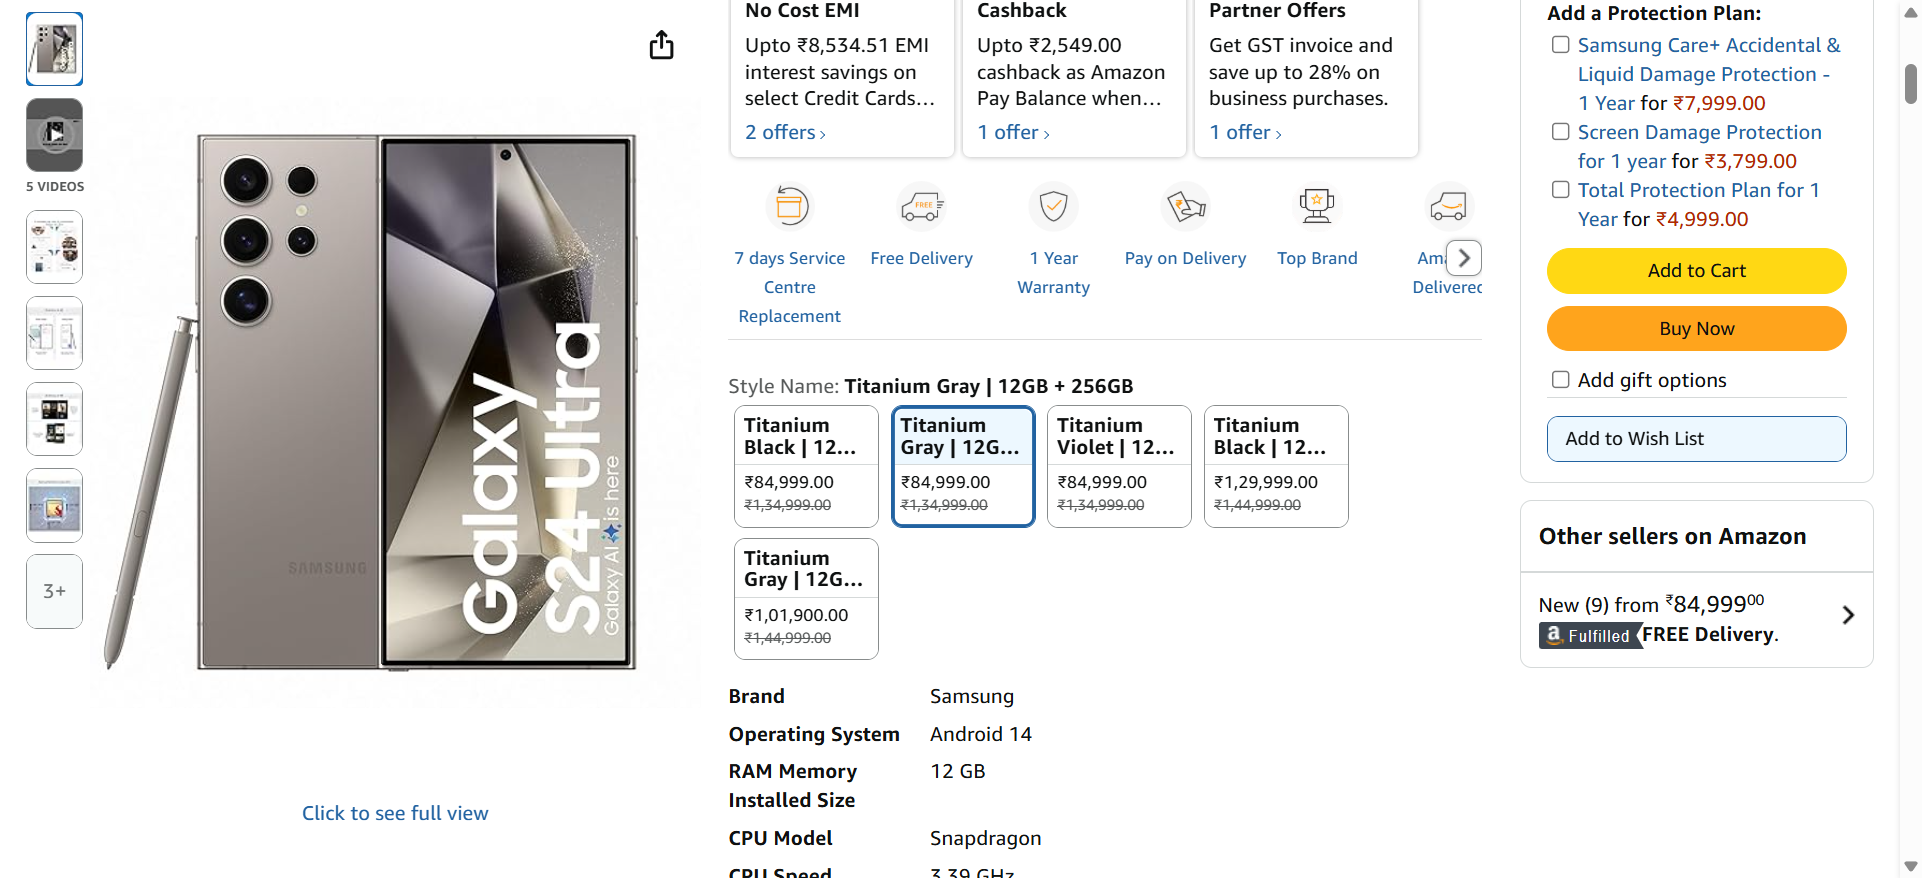 5 VIDEOS
3+
SAMSUNG
Galaxy
S24 Ultra
Galaxy AI is here
Click to see full view
No Cost EMI
Upto ₹8,534.51 EMI
interest savings on
select Credit Cards…
2 offers ›
Cashback
Upto ₹2,549.00
cashback as Amazon
Pay Balance when…
1 offer ›
Partner Offers
Get GST invoice and
save up to 28% on
business purchases.
1 offer ›
7 days Service
Centre
Replacement
FREE
Free Delivery
1 Year
Warranty
Pay on Delivery
Top Brand
Delivered
Style Name: Titanium Gray | 12GB + 256GB
Titanium
Black | 12...
₹84,999.00
₹1,34,999.00
Titanium
Gray | 12G...
₹84,999.00
₹1,34,999.00
Titanium
Violet | 12...
₹84,999.00
₹1,34,999.00
Titanium
Black | 12...
₹1,29,999.00
₹1,44,999.00
Titanium
Gray | 12G...
₹1,01,900.00
₹1,44,999.00
Brand Samsung
Operating System Android 14
RAM Memory 12 GB
Installed Size
CPU Model Snapdragon
CPU Speed 3.39 GHz
Add a Protection Plan:
Samsung Care+ Accidental &
Liquid Damage Protection -
1 Year for ₹7,999.00
Screen Damage Protection
for 1 year for ₹3,799.00
Total Protection Plan for 1
Year for ₹4,999.00
Add to Cart
Buy Now
Add gift options
Add to Wish List
Other sellers on Amazon
New (9) from ₹84,99900
a Fulfilled FREE Delivery.